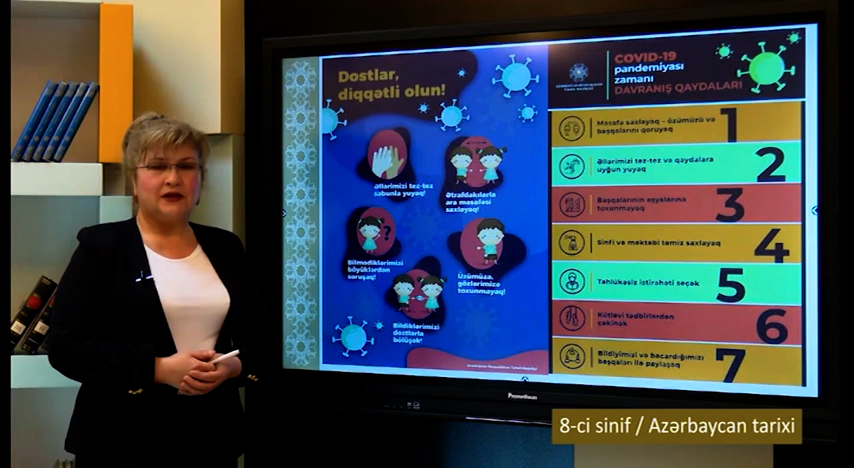 Dostlar,
diqqətli olun!
Əllərimizi tez-tez
sabunla yuyaq!
Ətrafdakılarla
ara məsafəsi
saxlayaq!
Bilmədiklərimizi
böyüklərdən
soruşaq!
Üzümüzə,
gözlərimizə
toxunmayaq!
Bildiklərimizi
dostlarla
bölüşək!
COVID-19
pandemiyası
zamanı
DAVRANIŞ QAYDALARI
Məsafə saxlayaq – özümüzü və
başqalarını qoruyaq
1
Əllərimizi tez-tez və qaydalara
uyğun yuyaq
2
Başqalarının əşyalarına
toxunmayaq
3
Sinfi və məktəbi təmiz saxlayaq
4
Təhlükəsiz istirahəti seçək
5
Kütləvi tədbirlərdən
çəkinək
6
Bildiyimizi və bacardığımızı
başqaları ilə paylaşaq
7
Promethean
8-ci sinif / Azərbaycan tarixi